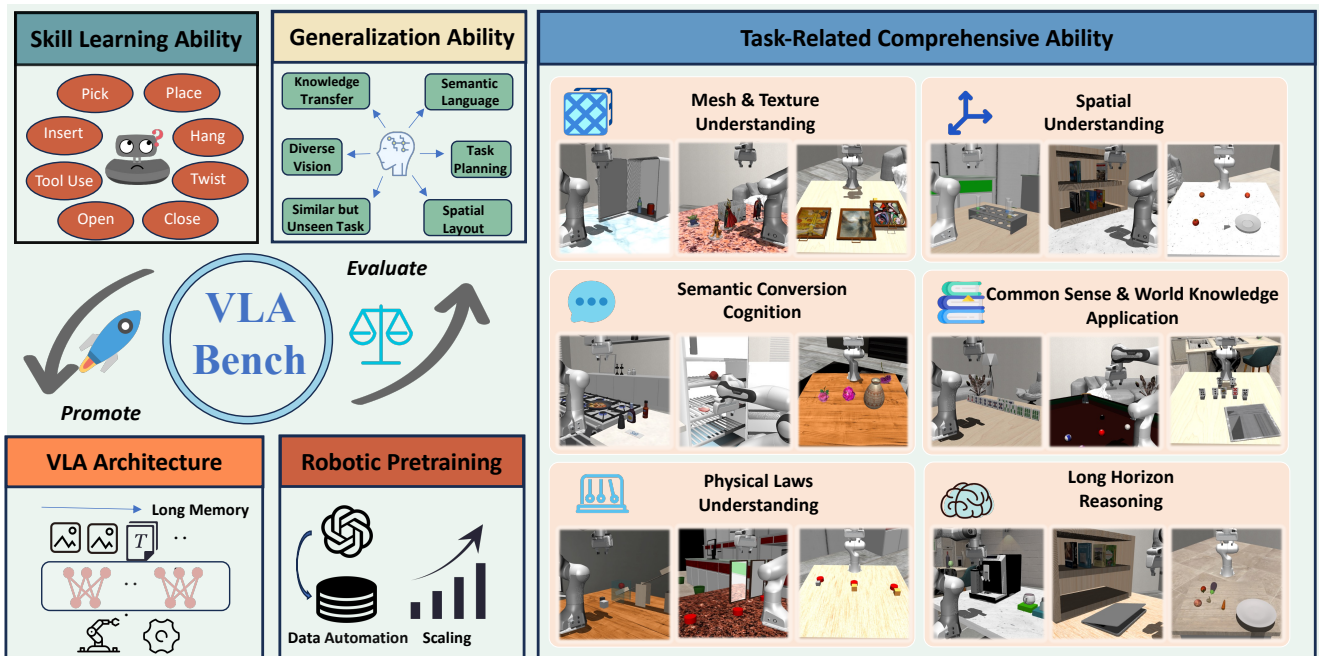 Skill Learning Ability
Pick
Place
Insert
Hang
Tool Use
Twist
Open
Close
Generalization Ability
Knowledge
Transfer
Semantic
Language
Diverse
Vision
Task
Planning
Similar but
Unseen Task
Spatial
Layout
Evaluate
VLA
Bench
Promote
VLA Architecture
Long Memory
T
Robotic Pretraining
Data Automation
Scaling
Task-Related Comprehensive Ability
Mesh & Texture
Understanding
Spatial
Understanding
Semantic Conversion
Cognition
Common Sense & World Knowledge
Application
Physical Laws
Understanding
Long Horizon
Reasoning